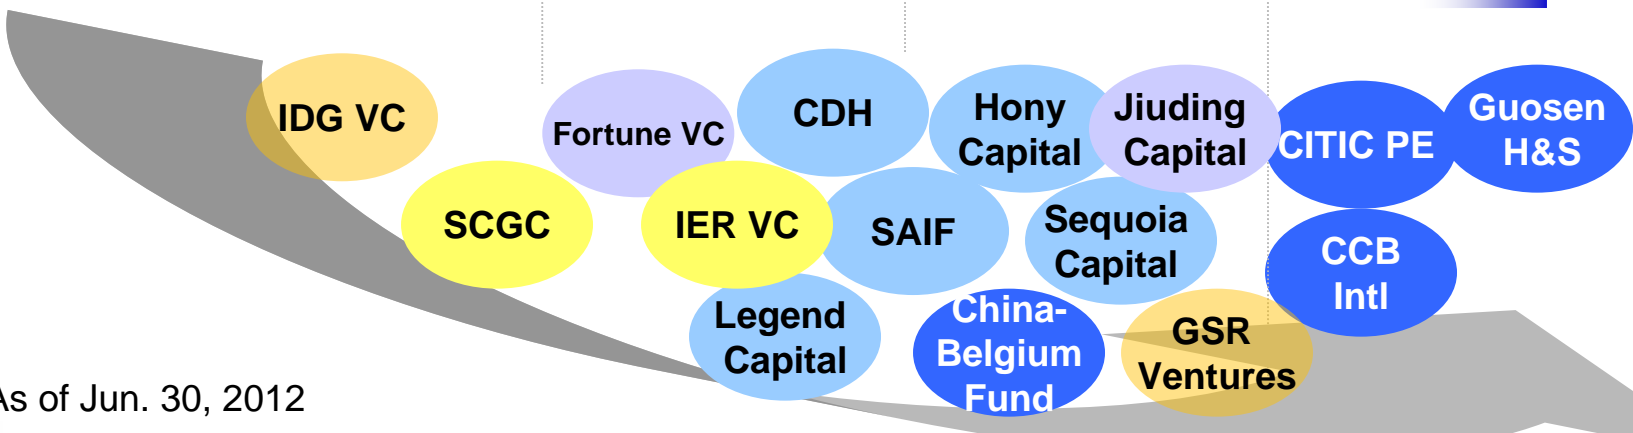 IDG VC
Fortune VC
CDH
Hony
Capital
Jiuding
Capital
CITIC PE
Guosen
H&S
SCGC
IER VC
SAIF
Sequoia
Capital
CCB
Intl
Legend
Capital
China-
Belgium
Fund
GSR
Ventures
As of Jun. 30, 2012